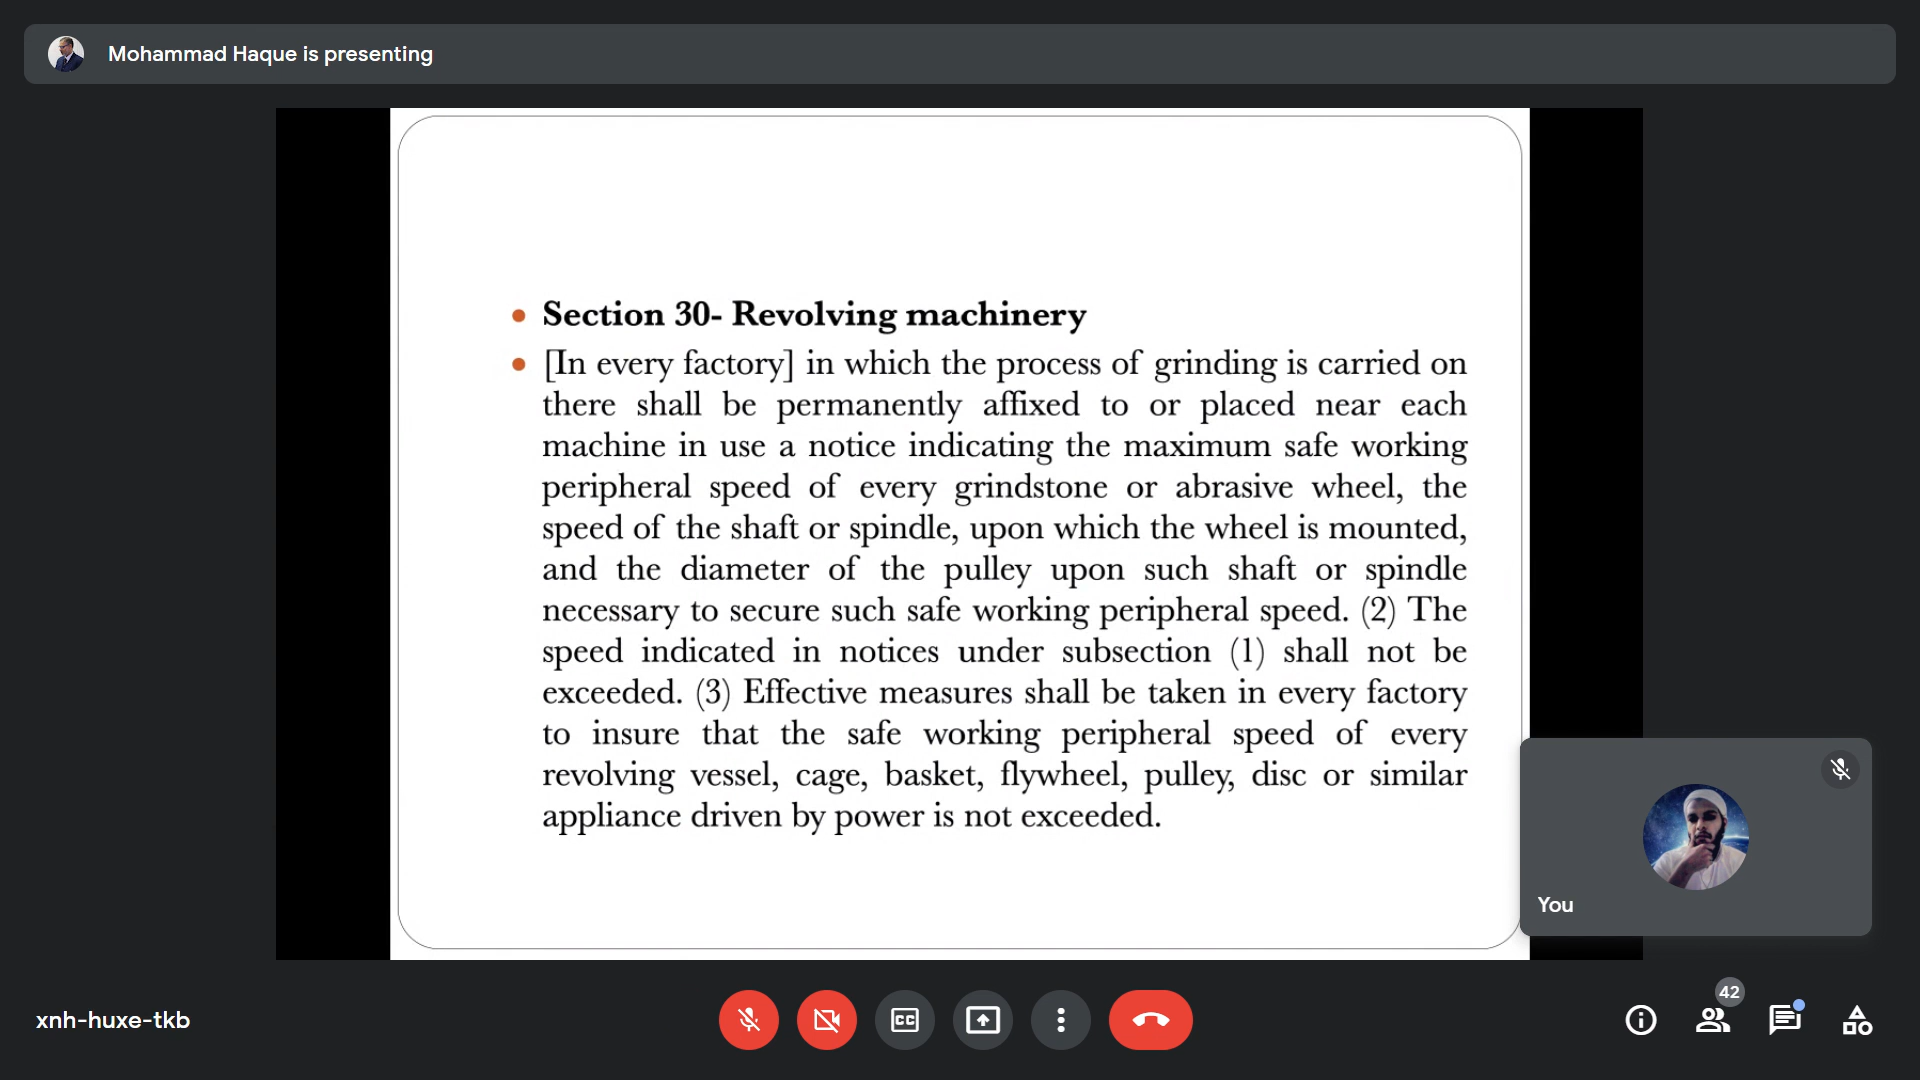 Mohammad Haque is presenting
• Section 30- Revolving machinery
• [In every factory] in which the process of grinding is carried on
there shall be permanently affixed to or placed near each
machine in use a notice indicating the maximum safe working
peripheral speed of every grindstone or abrasive wheel, the
speed of the shaft or spindle, upon which the wheel is mounted,
and the diameter of the pulley upon such shaft or spindle
necessary to secure such safe working peripheral speed. (2) The
speed indicated in notices under subsection (1) shall not be
exceeded. (3) Effective measures shall be taken in every factory
to insure that the safe working peripheral speed of every
revolving vessel, cage, basket, flywheel, pulley, disc or similar
appliance driven by power is not exceeded.
You
xnh-huxe-tkb
CC
42